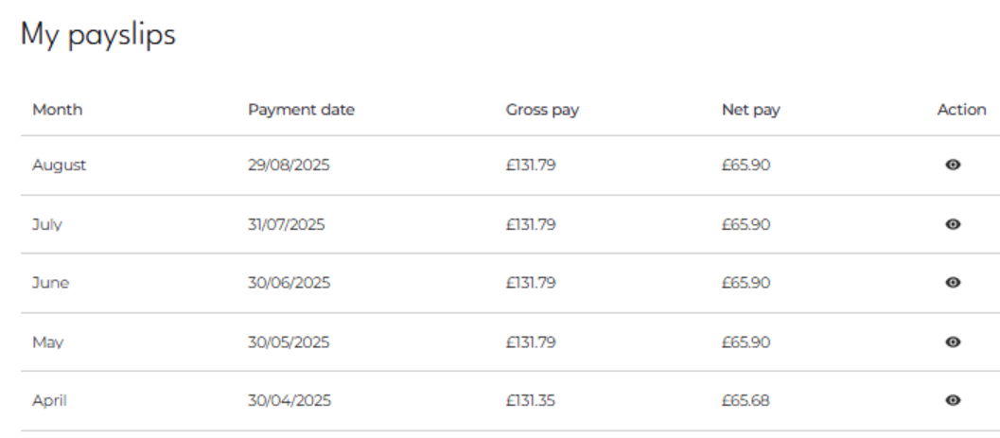 My payslips
Month Payment date Gross pay Net pay Action
August 29/08/2025 £131.79 £65.90
July 31/07/2025 £131.79 £65.90
June 30/06/2025 £131.79 £65.90
May 30/05/2025 £131.79 £65.90
April 30/04/2025 £131.35 £65.68